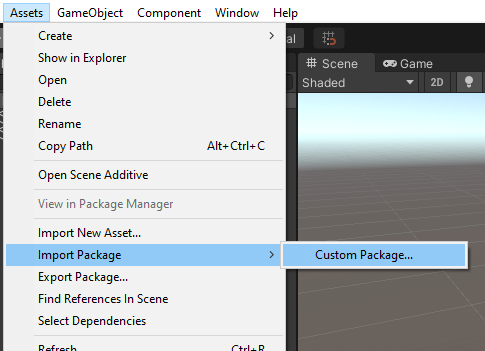 Assets GameObject Component Window Help
Create
Show in Explorer
Open
Delete
Rename
Copy Path Alt+Ctrl+C
Open Scene Additive
View in Package Manager
Import New Asset...
Import Package
Export Package...
Find References In Scene
Select Dependencies
Refresh Ctrl+R
Custom Package...
al
Scene Game
Shaded 2D